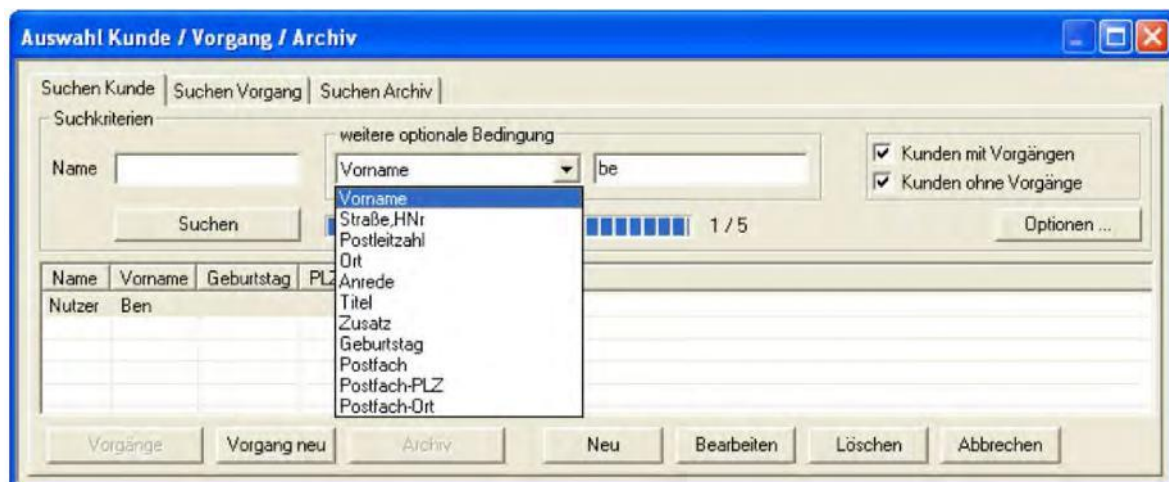 Auswahl Kunde / Vorgang / Archiv
Suchen Kunde Suchen Vorgang Suchen Archiv
Suchkriterien
weitere optionale Bedingung
Name
Vorname
be
Kunden mit Vorgängen
Kunden ohne Vorgänge
Suchen
1 / 5
Optionen ...
Vorname
Straße,HNr
Postleitzahl
Ort
Anrede
Titel
Zusatz
Geburtstag
Postfach
Postfach-PLZ
Postfach-Ort
Name Vorname Geburtstag PLZ
Nutzer Ben
Vorgänge Vorgang neu Archiv Neu Bearbeiten Löschen Abbrechen